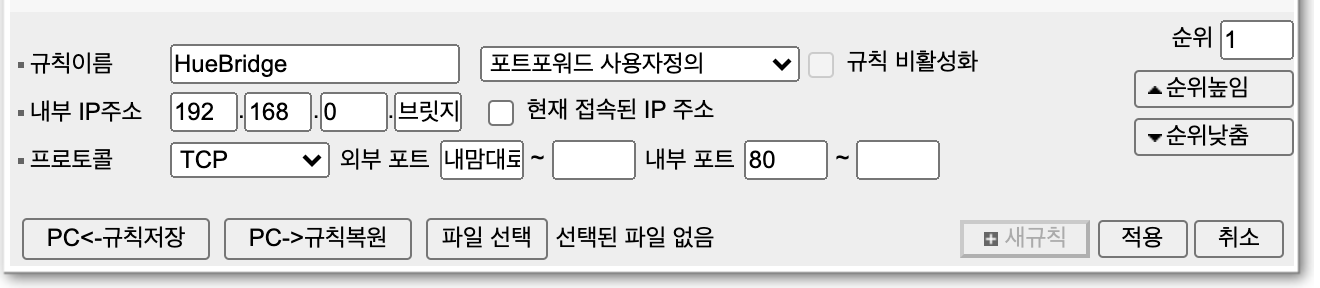 순위 1
규칙이름 HueBridge 포트포워드 사용자정의 규칙 비활성화
순위높임
내부 IP주소 192 . 168 . 0 . 브릿지 현재 접속된 IP 주소
순위낮춤
프로토콜 TCP 외부 포트 내맘대로 ~ 내부 포트 80 ~
PC<-규칙저장 PC->규칙복원 파일 선택 선택된 파일 없음 새규칙 적용 취소